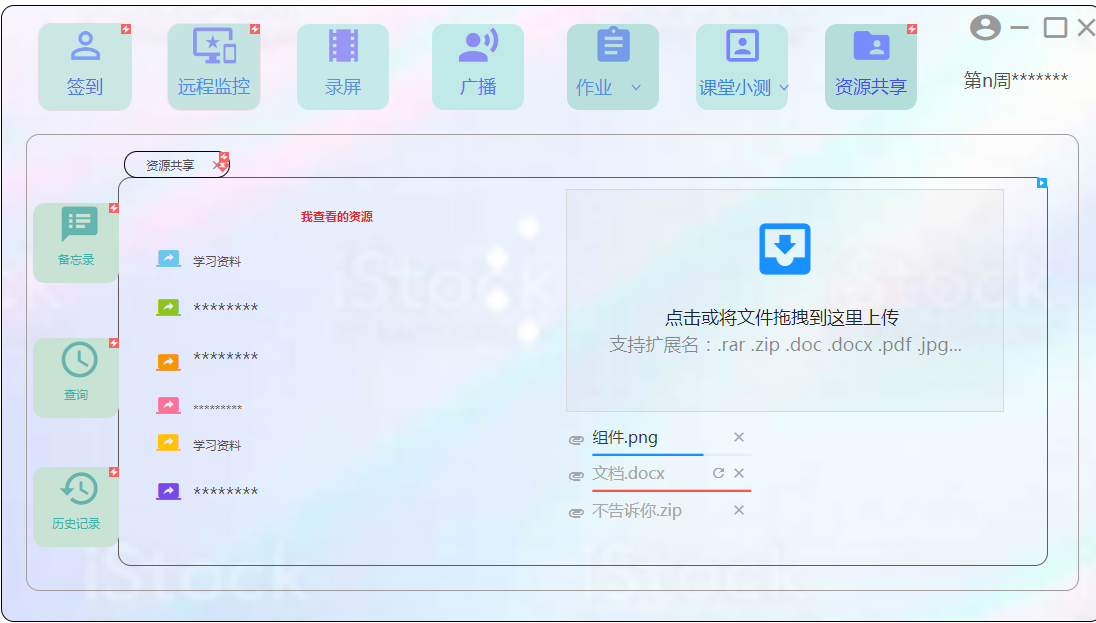 签到
远程监控
录屏
广播
作业
课堂小测
资源共享
第n周*******
资源共享
备忘录
查询
历史记录
我查看的资源
学习资料
********
********
*********
学习资料
********
点击或将文件拖拽到这里上传
支持扩展名：.rar .zip .doc .docx .pdf .jpg...
组件.png
文档.docx
不告诉你.zip
iStock
iStock
iStock
iStock